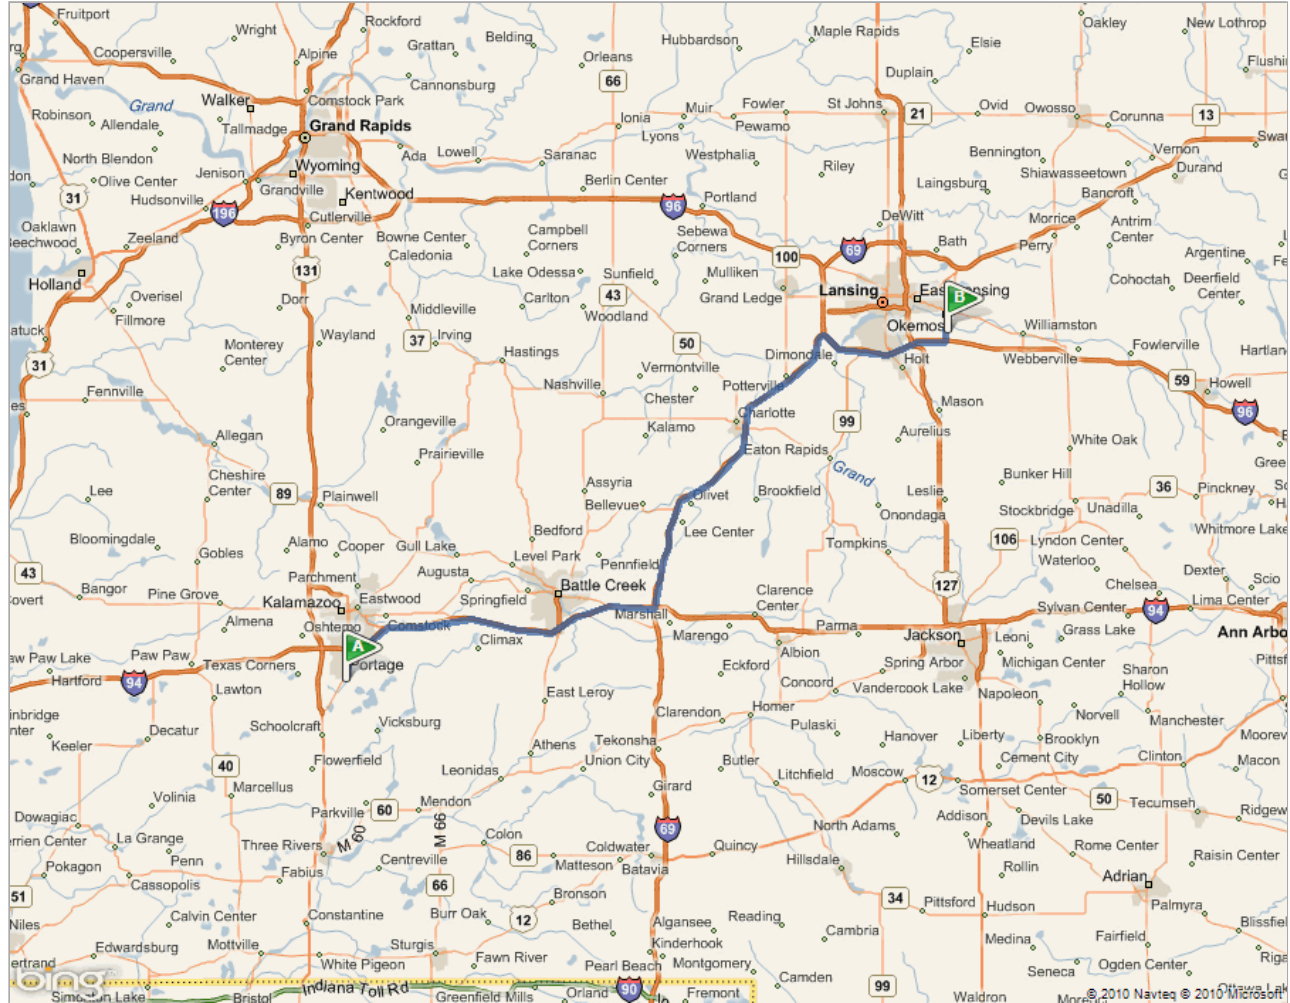 Fruitport
Rockford
Wright
Belding
Hubbardson
Maple Rapids
Oakley
New Lothrop
Coopersville
Alpine
Grattan
Orleans
Elsie
Grand Haven
Cannonsburg
66
Duplain
Flushi
Grand
Walker
Comstock Park
Robinson
Allendale
Tallmadge
Grand Rapids
Ionia
Muir
Fowler
St Johns
21
Ovid
Owosso
Corunna
13
Lyons
Pewamo
North Blendon
Wyoming
Ada
Lowell
Saranac
Westphalia
Riley
Bennington
Vernon
Swar
Olive Center
Jenison
Grandville
Kentwood
Berlin Center
Shiawasseetown
Durand
31
Hudsonville
196
Cutlerville
96
Portland
Laingsburg
Bancroft
Oaklawn
Beechwood
Zeeland
Byron Center
Bowne Center
Campbell
Corners
Sebewa
Corners
DeWitt
Morrice
Antrim
Center
Holland
131
Caledonia
Lake Odessa
Sunfield
Mulliken
100
69
Bath
Perry
Argentine
Overisel
Dorr
Carlton
43
Grand Ledge
Lansing
East Lansing
B
Cohoctah
Deerfield
Center
Fillmore
Middleville
Woodland
Okemos
Williamston
atuck
Wayland
37
Irving
50
31
Monterey
Center
Hastings
Vermontville
Dimondale
Holt
Webberville
Fowlerville
Hartlan
Fennville
Nashville
Chester
Potterville
59
Howell
Orangeville
Kalamo
Charlotte
99
Mason
96
Allegan
Aurelius
White Oak
Prairieville
Eaton Rapids
Grand
Lee
Cheshire
Center
89
Plainwell
Assyria
Bellevue
Olivet
Brookfield
Leslie
Bunker Hill
36
Pinckney
Stockbridge
Unadilla
Onondaga
Bloomingdale
Alamo
Cooper
Gull Lake
Bedford
Lee Center
Tompkins
106
Lyndon Center
Whitmore Lake
Gobles
Level Park
Pennfield
Waterloo
43
Parchment
Augusta
Chelsea
Dexter
Scio
Bangor
Pine Grove
Kalamazoo
Eastwood
Springfield
Battle Creek
Clarence
Center
127
Covert
Almena
Oshtemo
Comstock
Marshall
Sylvan Center
94
Lima Center
A
Climax
Marengo
Parma
Jackson
Leoni
Grass Lake
Ann Arbo
aw Paw Lake
Paw Paw
Texas Corners
Portage
Albion
Hartford
94
Eckford
Spring Arbor
Michigan Center
Sharon
Hollow
Pittsf
Lawton
East Leroy
Concord
Vandercook Lake
Napoleon
Schoolcraft
Vicksburg
Clarendon
Homer
Norvell
Manchester
Keeler
Decatur
Tekonsha
Pulaski
Hanover
Liberty
Brooklyn
Athens
Union City
Butler
Cement City
Clinton
Macon
40
Flowerfield
Leonidas
Litchfield
Moscow
12
Marcellus
Girard
Somerset Center
50
Tecumseh
Volinia
Parkville
60
Mendon
Addison
Devils Lake
Ridgew
Dowagiac
La Grange
Three Rivers
M 60
M 66
Colon
69
North Adams
Wheatland
Rome Center
Penn
Centreville
86
Coldwater
Quincy
Hillsdale
Rollin
Raisin Center
Pokagon
Matteson
Batavia
Cassopolis
Fabius
66
Bronson
Adrian
51
34
Pittsford
Hudson
Palmyra
Calvin Center
Constantine
Burr Oak
12
Bethel
Algansee
Reading
Cambria
Niles
Medina
Fairfield
Edwardsburg
Mottville
Sturgis
Kinderhook
White Pigeon
Fawn River
Pearl Beach
Montgomery
Seneca
Ogden Center
bing
Camden
Bristol
Indiana Toll Rd
Greenfield Mills
Orland
90
Fremont
99
Waldron
© 2010 Navteq © 2010 Microsoft